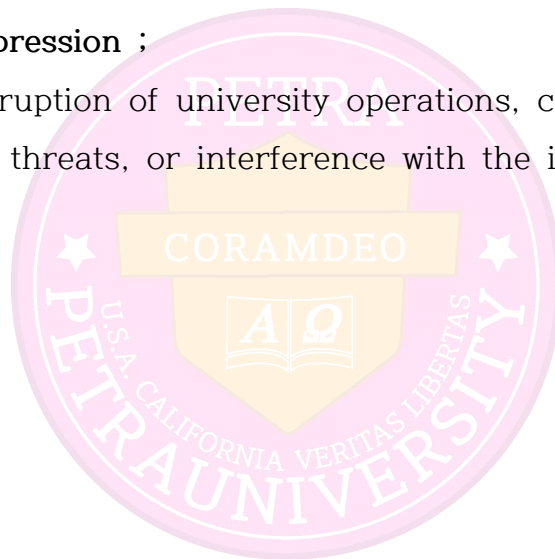 pression ;
ruption of university operations, c
threats, or interference with the i
PETRA
CORAMDEO
A Ω
U.S.A. CALIFORNIA VERITAS LIBERTAS
PETRAUNIVERSITY